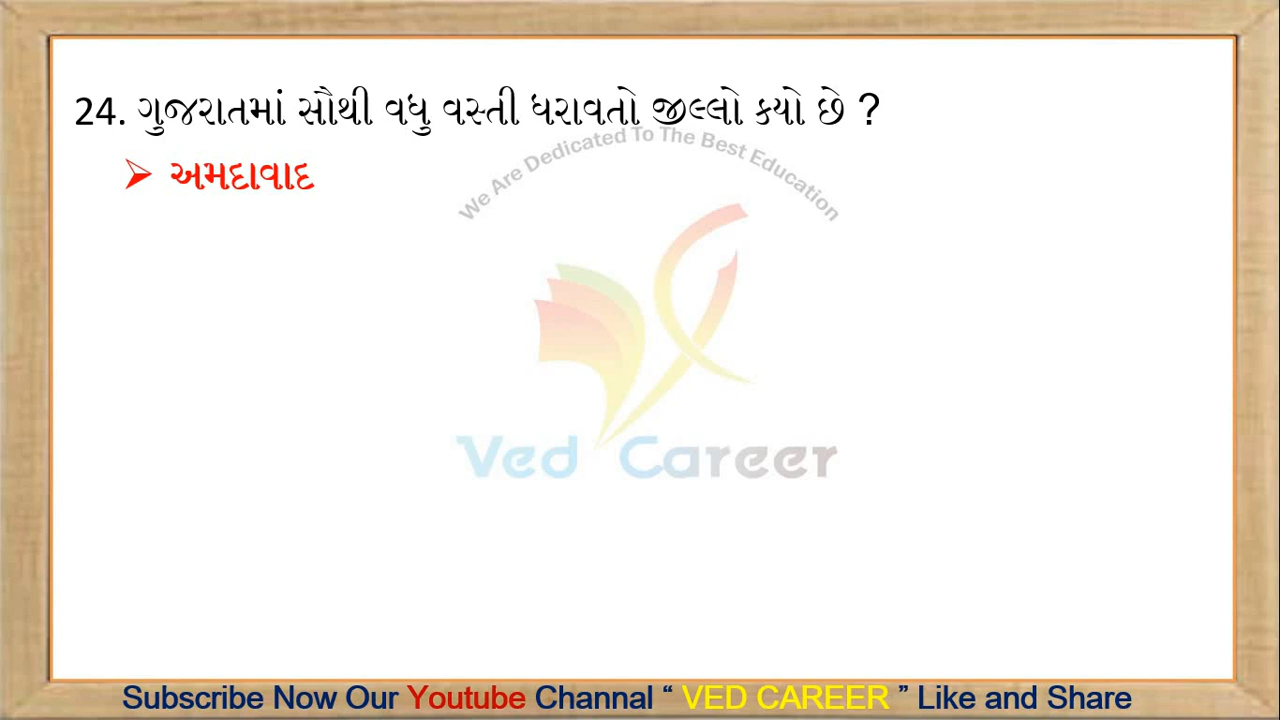 24. ગુજરાતમાં સૌથી વધુ વસ્તી ધરાવતો જીલ્લો કયો છે ?
➢ અમદાવાદ
We Are Dedicated To The Best Education
Ved Career
Subscribe Now Our Youtube Channal “ VED CAREER ” Like and Share